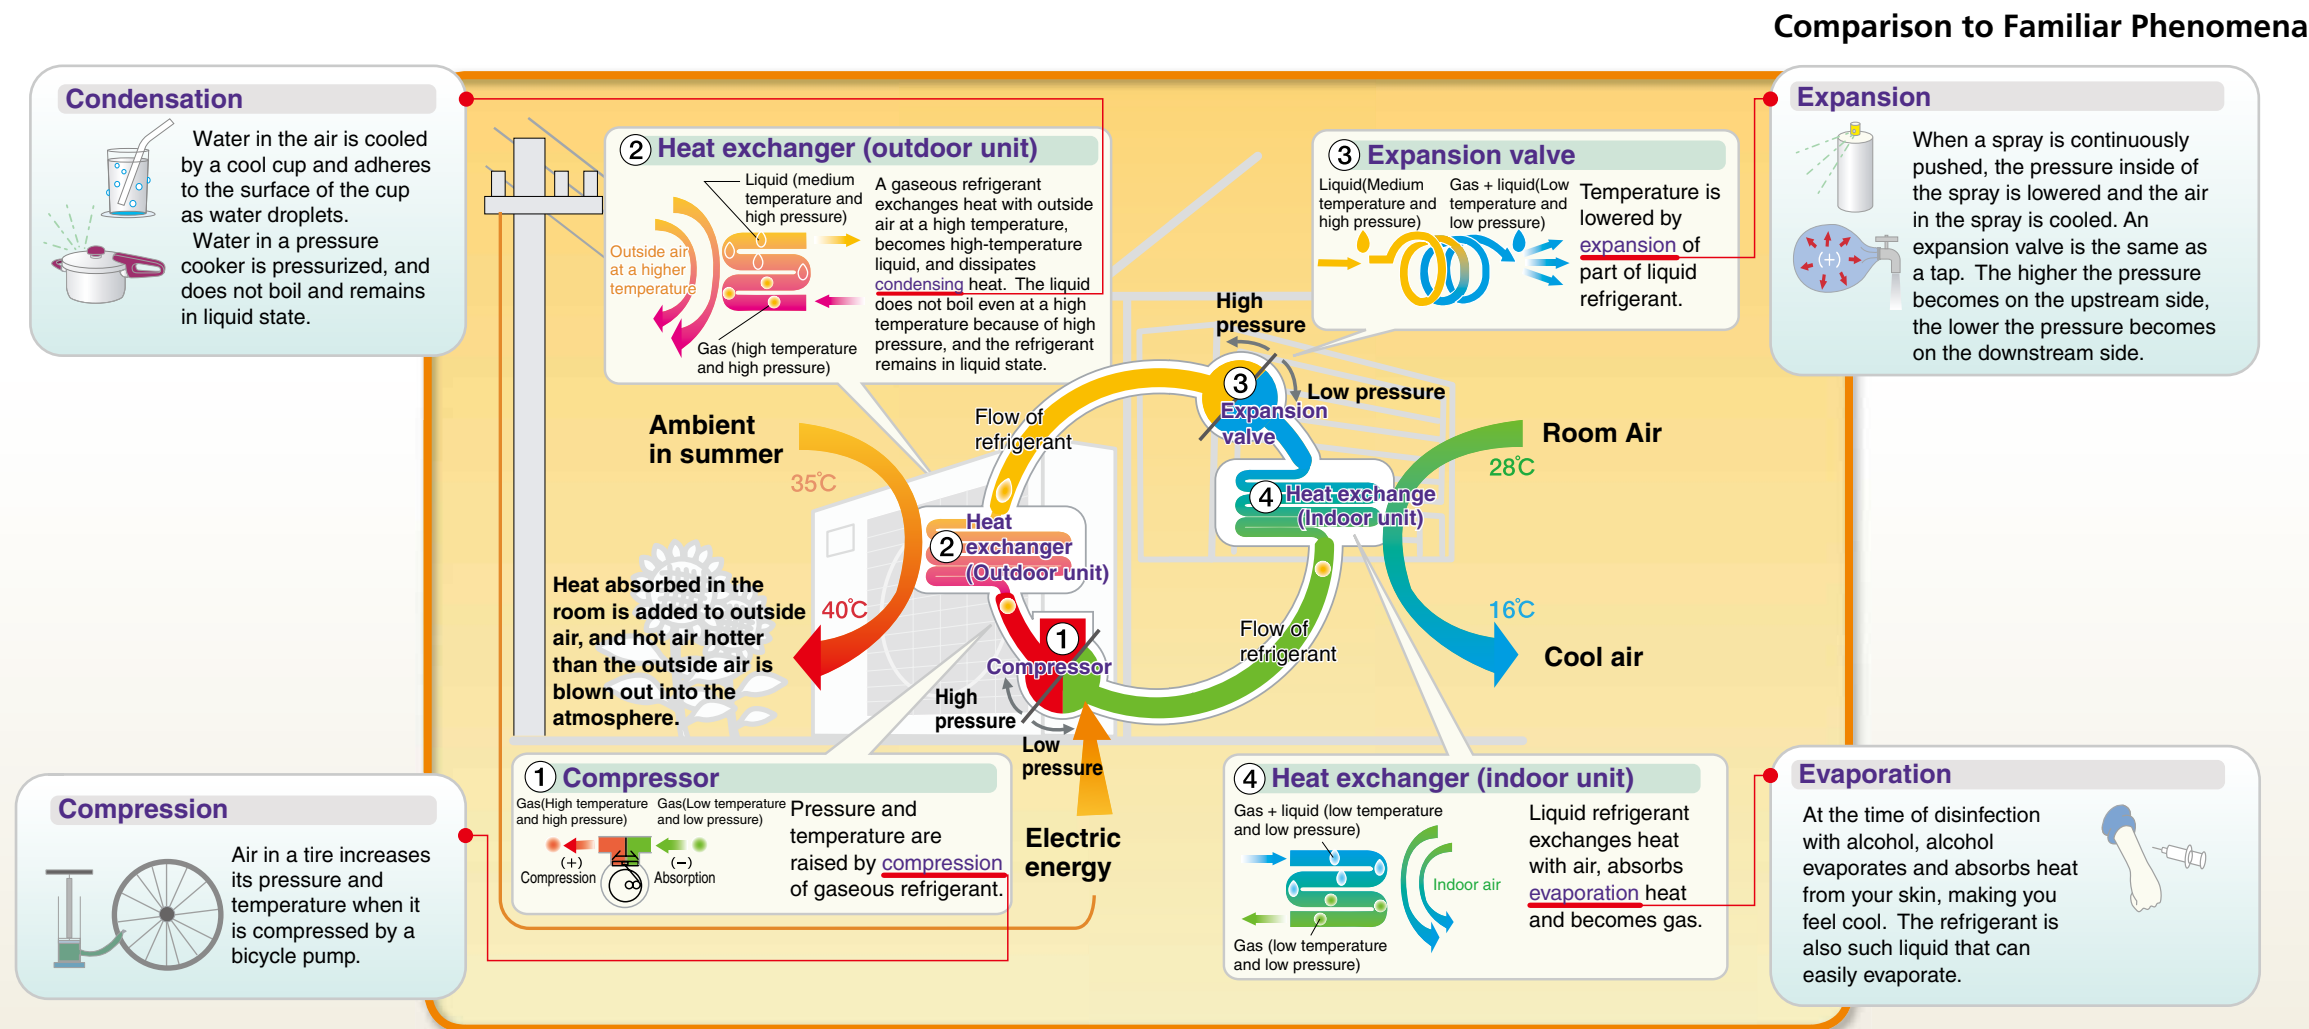 Comparison to Familiar Phenomena
Condensation
Water in the air is cooled
by a cool cup and adheres
to the surface of the cup
as water droplets.
Water in a pressure
cooker is pressurized, and
does not boil and remains
in liquid state.
② Heat exchanger (outdoor unit)
Liquid (medium
temperature and
high pressure)
Outside air
at a higher
temperature
Gas (high temperature
and high pressure)
A gaseous refrigerant
exchanges heat with outside
air at a high temperature,
becomes high-temperature
liquid, and dissipates
condensing heat. The liquid
does not boil even at a high
temperature because of high
pressure, and the refrigerant
remains in liquid state.
③ Expansion valve
Liquid(Medium
temperature and
high pressure)
Gas + liquid(Low
temperature and
low pressure)
Temperature is
lowered by
expansion of
part of liquid
refrigerant.
Expansion
When a spray is continuously
pushed, the pressure inside of
the spray is lowered and the air
in the spray is cooled. An
expansion valve is the same as
a tap. The higher the pressure
becomes on the upstream side,
the lower the pressure becomes
on the downstream side.
(+)
High
pressure
Low pressure
③
Expansion
valve
Flow of
refrigerant
Ambient
in summer
35℃
40℃
Heat absorbed in the
room is added to outside
air, and hot air hotter
than the outside air is
blown out into the
atmosphere.
② Heat
exchanger
(Outdoor unit)
①
Compressor
High
pressure
Low
pressure
④ Heat exchange
(Indoor unit)
Flow of
refrigerant
Room Air
28℃
16℃
Cool air
Electric
energy
① Compressor
Gas(High temperature
and high pressure)
Gas(Low temperature
and low pressure)
(+)
Compression
(−)
Absorption
Pressure and
temperature are
raised by compression
of gaseous refrigerant.
Compression
Air in a tire increases
its pressure and
temperature when it
is compressed by a
bicycle pump.
④ Heat exchanger (indoor unit)
Gas + liquid (low temperature
and low pressure)
Indoor air
Gas (low temperature
and low pressure)
Liquid refrigerant
exchanges heat
with air, absorbs
evaporation heat
and becomes gas.
Evaporation
At the time of disinfection
with alcohol, alcohol
evaporates and absorbs heat
from your skin, making you
feel cool. The refrigerant is
also such liquid that can
easily evaporate.